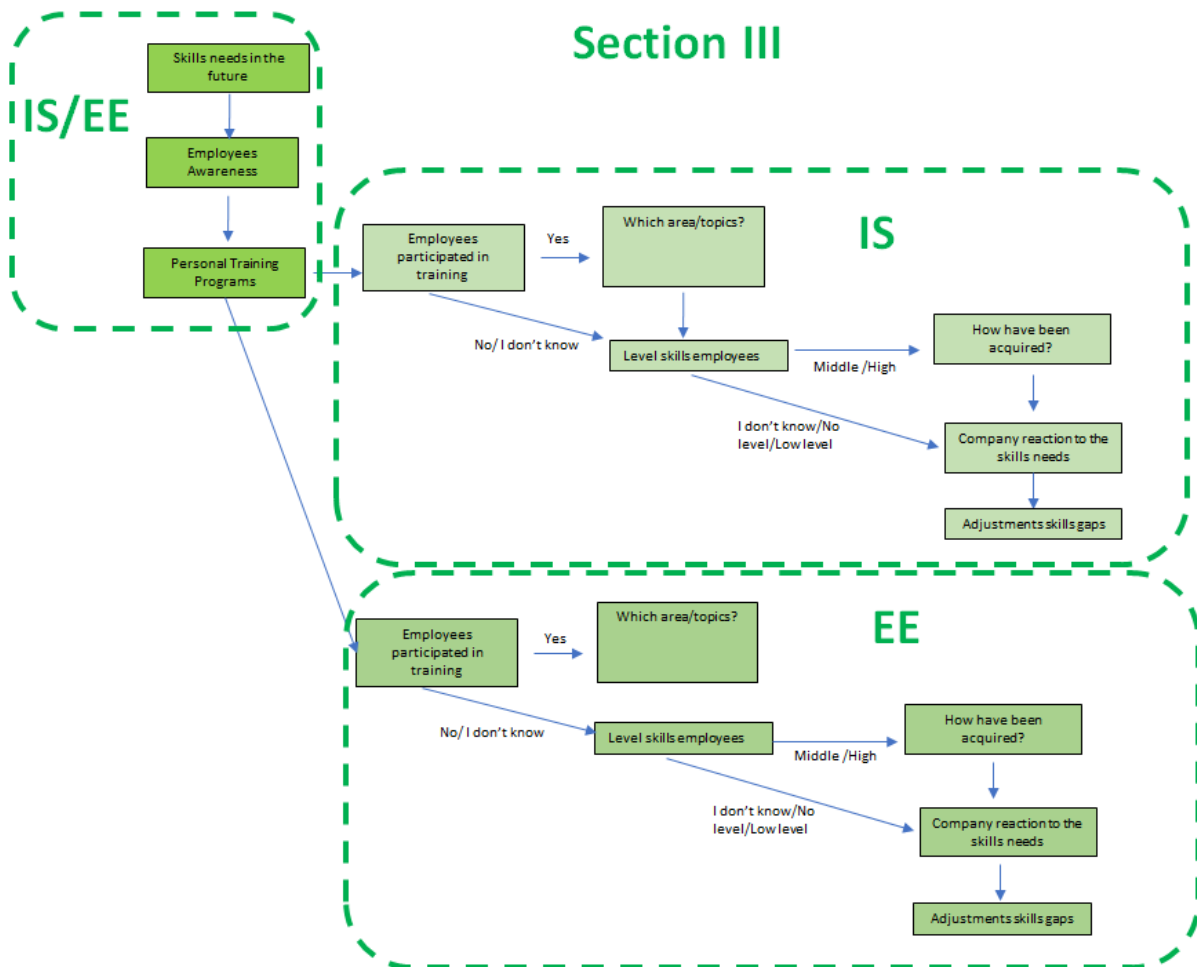 Section III
IS/EE
Skills needs in the
future
Employees
Awareness
Personal Training
Programs
IS
Employees
participated in
training
Yes
Which area/topics?
No/ I don't know
Level skills employees
Middle /High
How have been
acquired?
I don't know/No
level/Low level
Company reaction to the
skills needs
Adjustments skills gaps
EE
Employees
participated in
training
Yes
Which area/topics?
No/ I don't know
Level skills employees
Middle /High
How have been
acquired?
I don't know/No
level/Low level
Company reaction to the
skills needs
Adjustments skills gaps